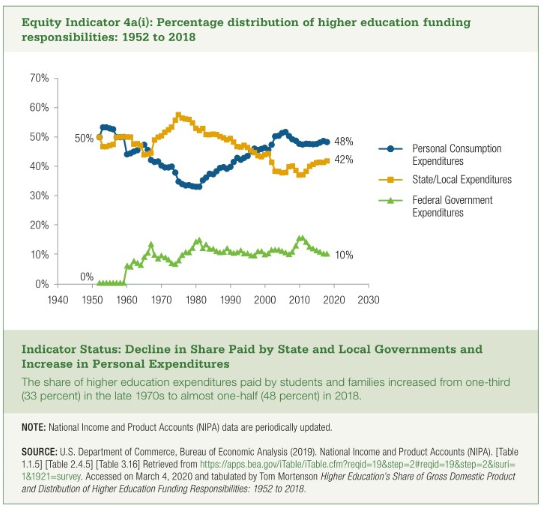 Equity Indicator 4a(i): Percentage distribution of higher education funding
responsibilities: 1952 to 2018
70%
60%
50%
40%
30%
20%
10%
0%
50%
0%
48%
42%
10%
1940 1950 1960 1970 1980 1990 2000 2010 2020 2030
Personal Consumption
Expenditures
State/Local Expenditures
Federal Government
Expenditures
Indicator Status: Decline in Share Paid by State and Local Governments and
Increase in Personal Expenditures
The share of higher education expenditures paid by students and families increased from one-third
(33 percent) in the late 1970s to almost one-half (48 percent) in 2018.
NOTE: National Income and Product Accounts (NIPA) data are periodically updated.
SOURCE: U.S. Department of Commerce, Bureau of Economic Analysis (2019). National Income and Product Accounts (NIPA). [Table
1.1.5] [Table 2.4.5] [Table 3.16] Retrieved from https://apps.bea.gov/iTable/iTable.cfm?reqid=19&step=2#reqid=19&step=2&isuri=
1&1921=survey. Accessed on March 4, 2020 and tabulated by Tom Mortenson Higher Education's Share of Gross Domestic Product
and Distribution of Higher Education Funding Responsibilities: 1952 to 2018.